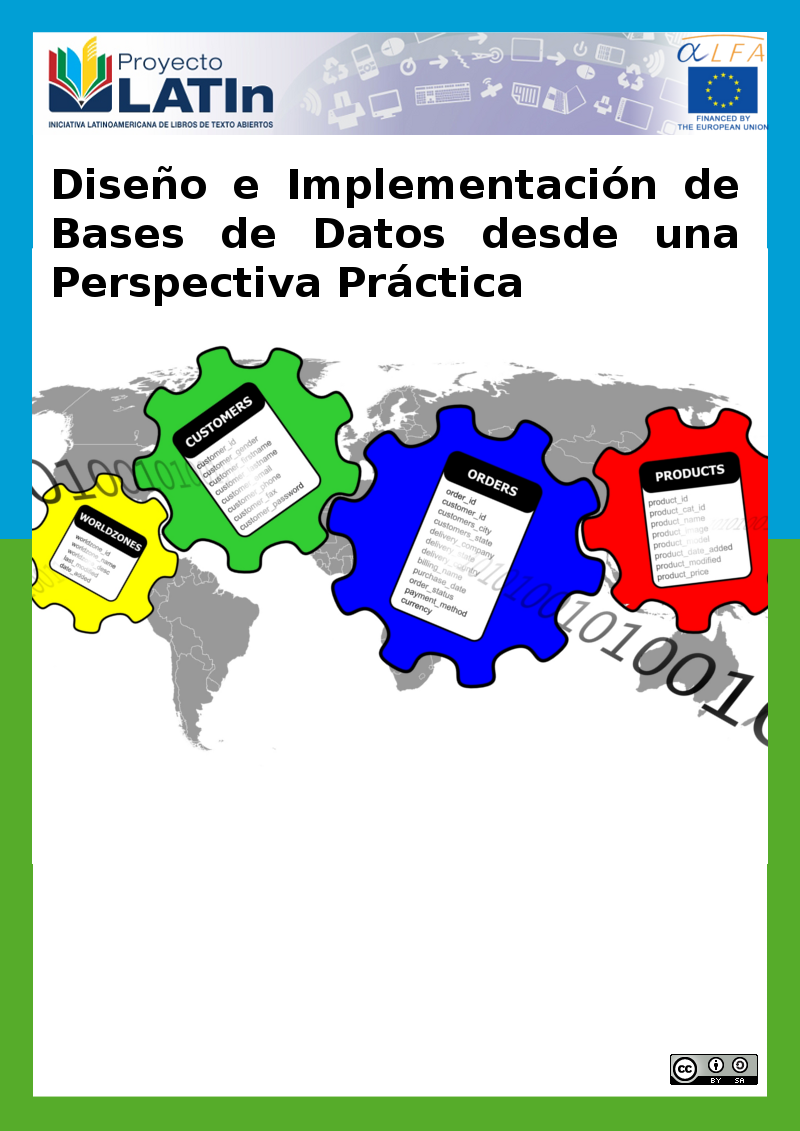 Proyecto
LATIn
INICIATIVA LATINOAMERICANA DE LIBROS DE TEXTO ABIERTOS
αLFA
FINANCED BY
THE EUROPEAN UNION
Diseño e Implementación de
Bases de Datos desde una
Perspectiva Práctica
CUSTOMERS
customer_id
customer_gender
customer_firstname
customer_lastname
customer_email
customer_phone
customer_fax
customer_password
WORLDZONES
worldzone_id
worldzone_name
worldzone_desc
last_modified
date_added
ORDERS
order_id
customer_id
customers_city
customers_state
delivery_company
delivery_state
delivery_country
billing_name
purchase_date
order_status
payment_method
currency
PRODUCTS
product_id
product_cat_id
product_name
product_image
product_model
product_date_added
product_modified
product_price
cc
BY SA